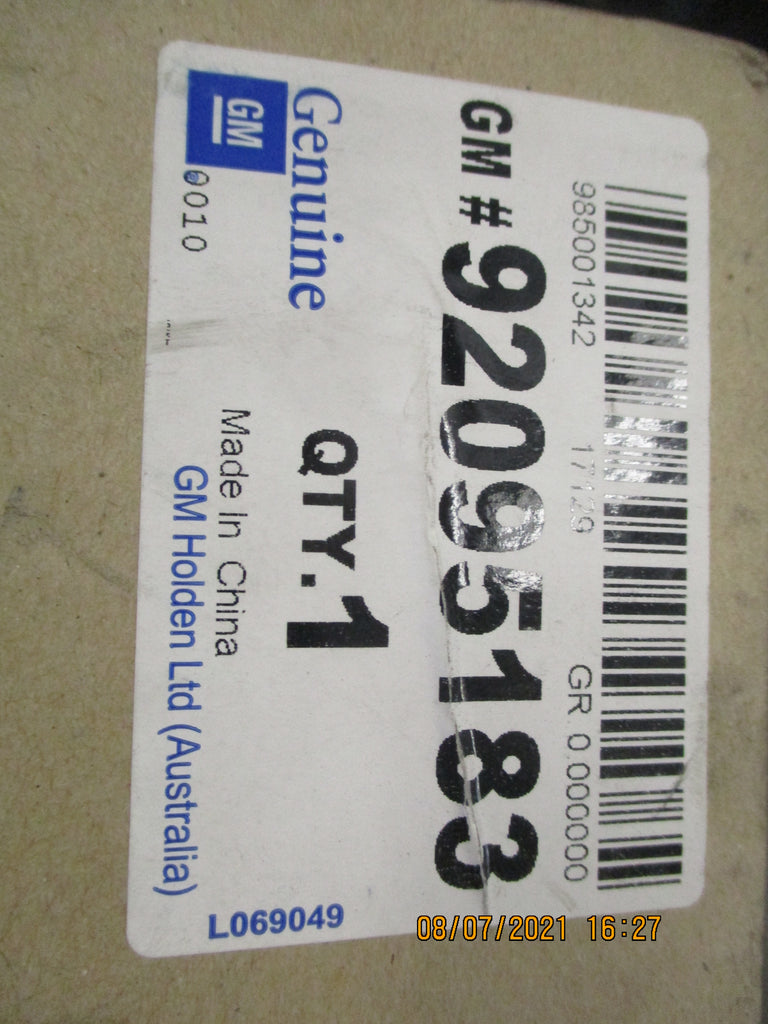 985001342 17129 GR. 0.000000
GM # 92095183
GM Genuine
0010
QTY. 1
Made in China
GM Holden Ltd (Australia)
L069049
08/07/2021 16:27